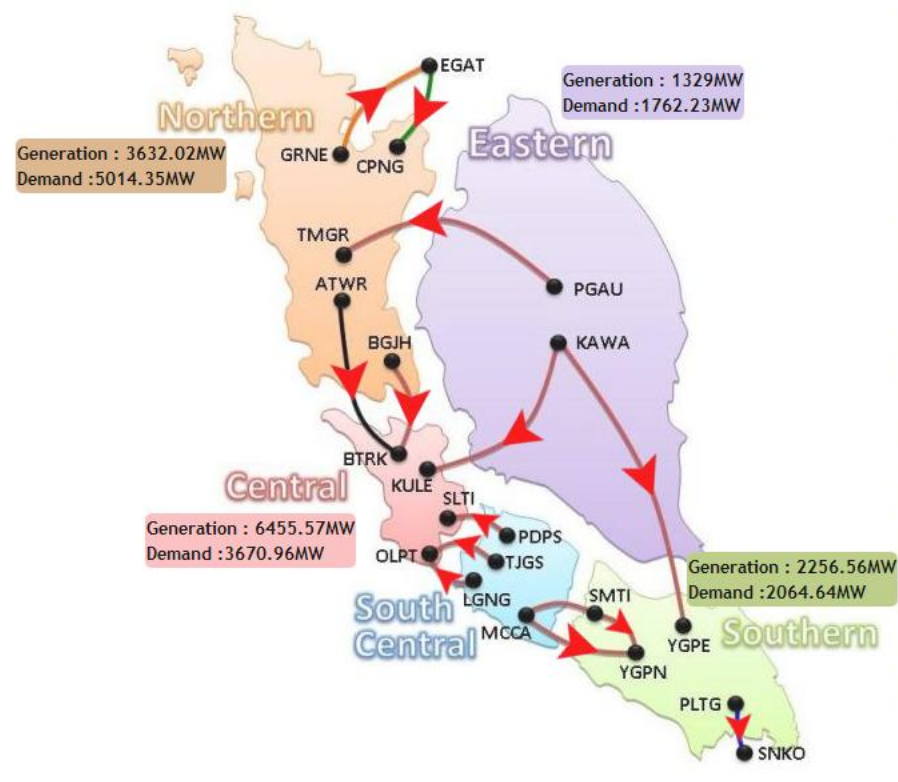 EGAT
Generation : 1329MW
Demand :1762.23MW
Northern
Eastern
Generation : 3632.02MW
Demand :5014.35MW
GRNE
CPNG
TMGR
ATWR
PGAU
BGJH
KAWA
BTRK
KULE
Central
SLTI
Generation : 6455.57MW
Demand :3670.96MW
PDPS
OLPT
TJGS
Generation : 2256.56MW
Demand :2064.64MW
LGNG
SMTI
South
Central
MCCA
YGPE
Southern
YGPN
PLTG
SNKO